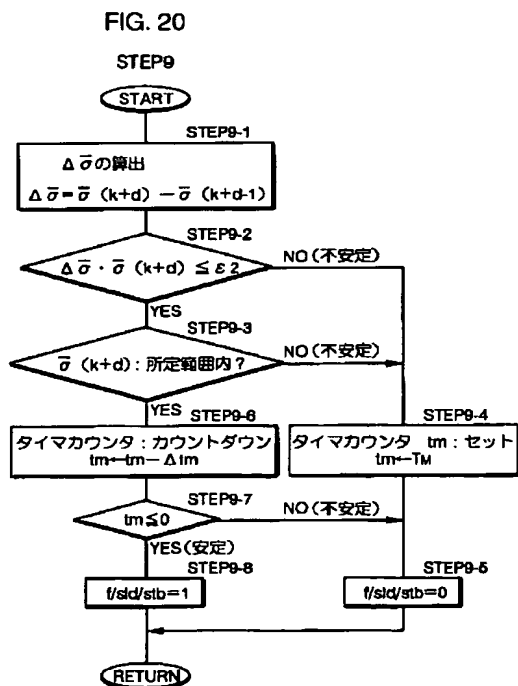 FIG. 20
STEP9
START
STEP9-1
Δσ̅の算出
Δσ̅=σ̅ (k+d) −σ̅ (k+d-1)
STEP9-2
Δσ̅・σ̅ (k+d) ≦ε2
NO(不安定)
YES
STEP9-3
σ̅ (k+d):所定範囲内?
NO(不安定)
YES
STEP9-6
タイマカウンタ:カウントダウン
tm←tm−Δtm
STEP9-4
タイマカウンタ tm:セット
tm←TM
STEP9-7
tm≦0
NO(不安定)
YES(安定)
STEP9-8
f/sld/stb=1
STEP9-5
f/sld/stb=0
RETURN